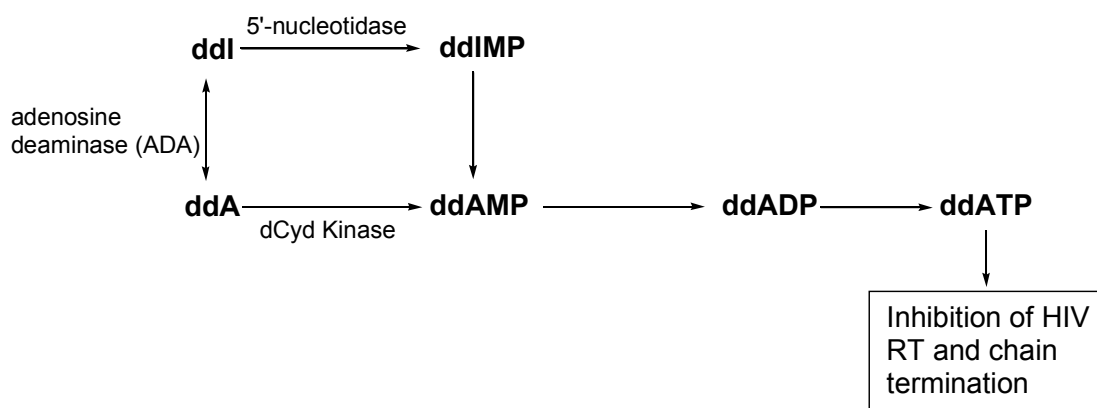 5'-nucleotidase
ddI
ddIMP
adenosine
deaminase (ADA)
ddA
ddAMP
ddADP
ddATP
dCyd Kinase
Inhibition of HIV
RT and chain
termination